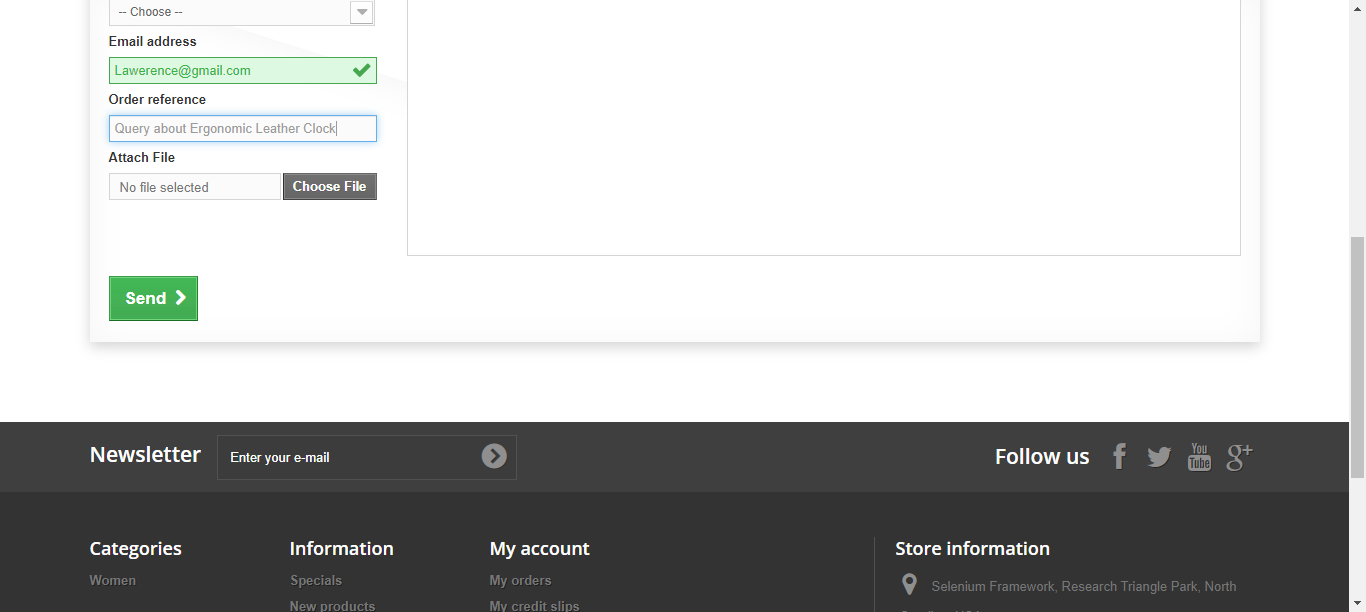 -- Choose --
Email address
Lawerence@gmail.com
Order reference
Query about Ergonomic Leather Clock
Attach File
No file selected
Choose File
Send
Newsletter
Enter your e-mail
Follow us
You
Tube
g+
Categories
Information
My account
Store information
Women
Specials
My orders
Selenium Framework, Research Triangle Park, North
New products
My credit slips